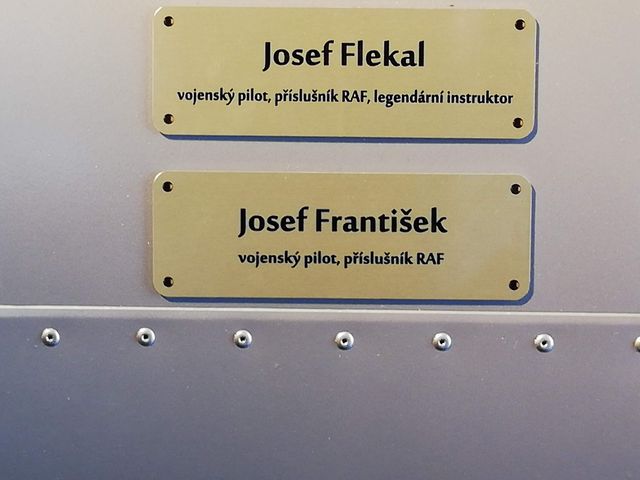 Josef Flekal
vojenský pilot, příslušník RAF, legendární instruktor
Josef František
vojenský pilot, příslušník RAF